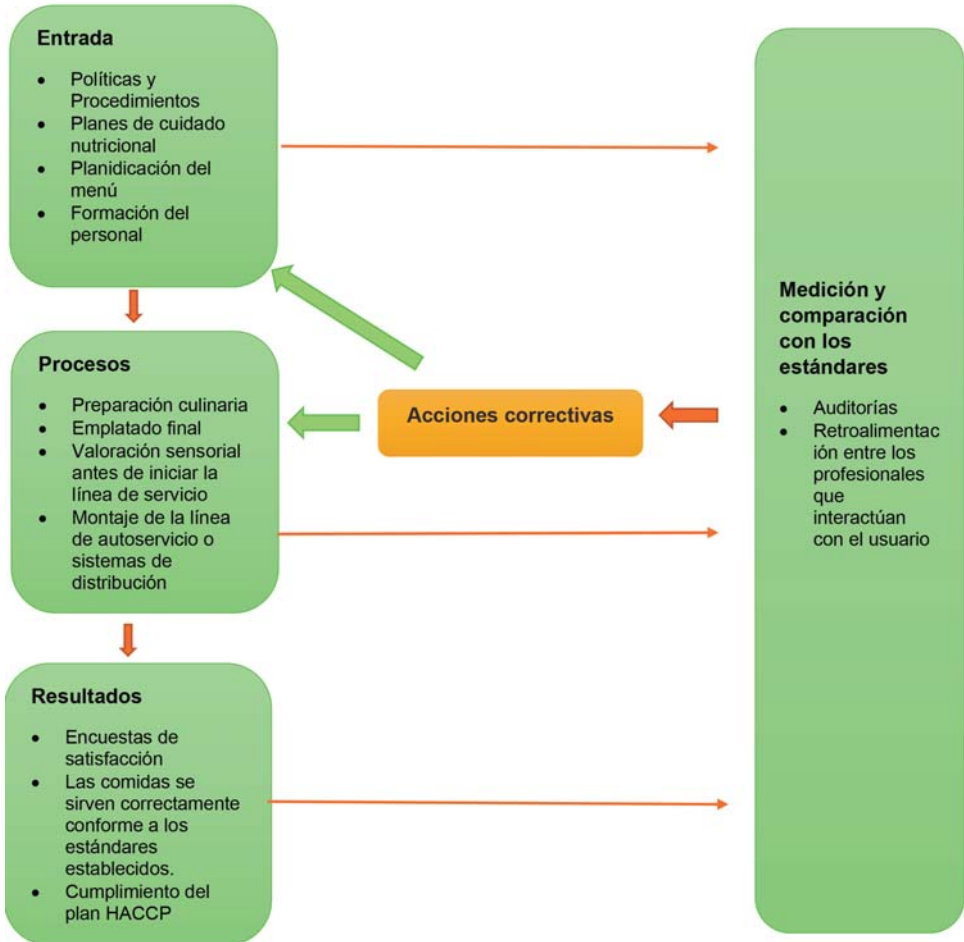 Entrada
• Políticas y
Procedimientos
• Planes de cuidado
nutricional
• Planidicación del
menú
• Formación del
personal
Procesos
• Preparación culinaria
• Emplatado final
• Valoración sensorial
antes de iniciar la
línea de servicio
• Montaje de la línea
de autoservicio o
sistemas de
distribución
Resultados
• Encuestas de
satisfacción
• Las comidas se
sirven correctamente
conforme a los
estándares
establecidos.
• Cumplimiento del
plan HACCP
Acciones correctivas
Medición y
comparación
con los
estándares
• Auditorías
• Retroalimentac
ión entre los
profesionales
que
interactúan
con el usuario